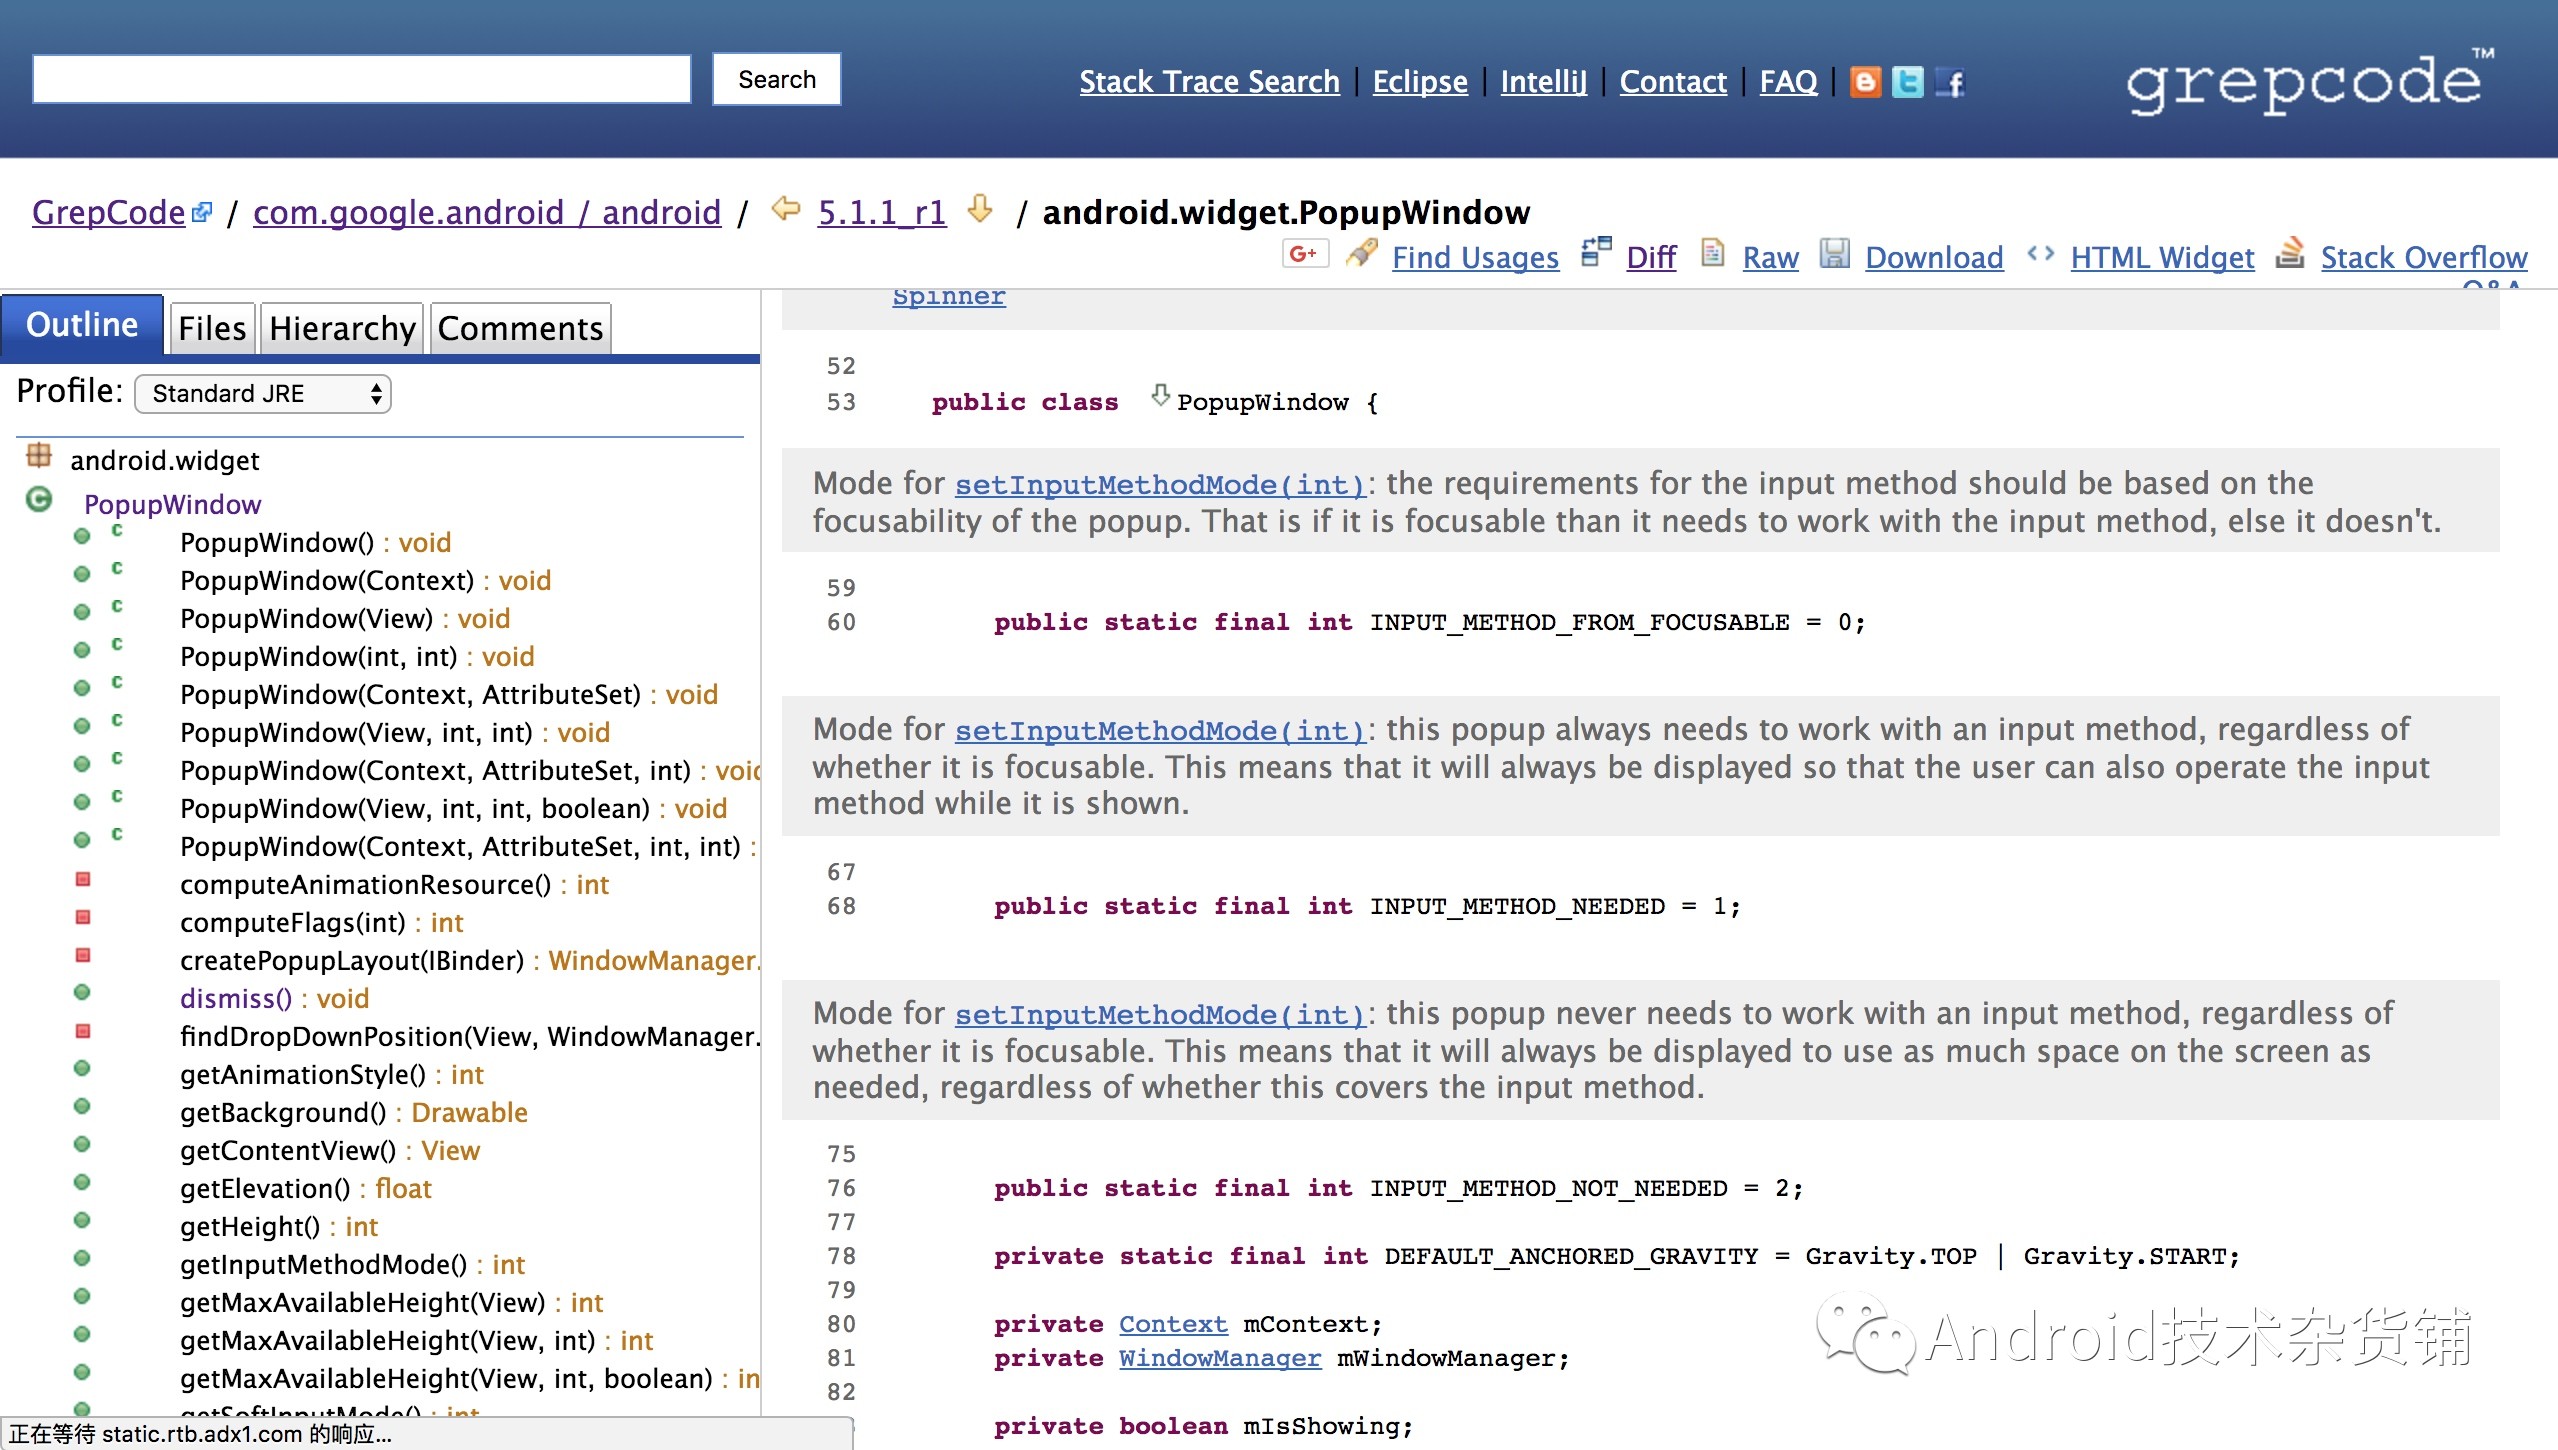 Search
Stack Trace Search | Eclipse | IntelliJ | Contact | FAQ |
grepcode™
GrepCode / com.google.android / android / 5.1.1_r1 / android.widget.PopupWindow
G+ Find Usages Diff Raw Download HTML Widget Stack Overflow
Q&A
Outline Files Hierarchy Comments
Profile: Standard JRE
android.widget
PopupWindow
PopupWindow() : void
PopupWindow(Context) : void
PopupWindow(View) : void
PopupWindow(int, int) : void
PopupWindow(Context, AttributeSet) : void
PopupWindow(View, int, int) : void
PopupWindow(Context, AttributeSet, int) : void
PopupWindow(View, int, int, boolean) : void
PopupWindow(Context, AttributeSet, int, int) :
computeAnimationResource() : int
computeFlags(int) : int
createPopupLayout(IBinder) : WindowManager.
dismiss() : void
findDropDownPosition(View, WindowManager.
getAnimationStyle() : int
getBackground() : Drawable
getContentView() : View
getElevation() : float
getHeight() : int
getInputMethodMode() : int
getMaxAvailableHeight(View) : int
getMaxAvailableHeight(View, int) : int
getMaxAvailableHeight(View, int, boolean) : in
getSoftInputMode() : int
正在等待 static.rtb.adx1.com 的响应...
Spinner
52
53 public class PopupWindow {
Mode for setInputMethodMode(int): the requirements for the input method should be based on the
focusability of the popup. That is if it is focusable than it needs to work with the input method, else it doesn't.
59
60 public static final int INPUT_METHOD_FROM_FOCUSABLE = 0;
Mode for setInputMethodMode(int): this popup always needs to work with an input method, regardless of
whether it is focusable. This means that it will always be displayed so that the user can also operate the input
method while it is shown.
67
68 public static final int INPUT_METHOD_NEEDED = 1;
Mode for setInputMethodMode(int): this popup never needs to work with an input method, regardless of
whether it is focusable. This means that it will always be displayed to use as much space on the screen as
needed, regardless of whether this covers the input method.
75
76 public static final int INPUT_METHOD_NOT_NEEDED = 2;
77
78 private static final int DEFAULT_ANCHORED_GRAVITY = Gravity.TOP | Gravity.START;
79
80 private Context mContext;
81 private WindowManager mWindowManager;
82
private boolean mIsShowing;
Android技术杂货铺